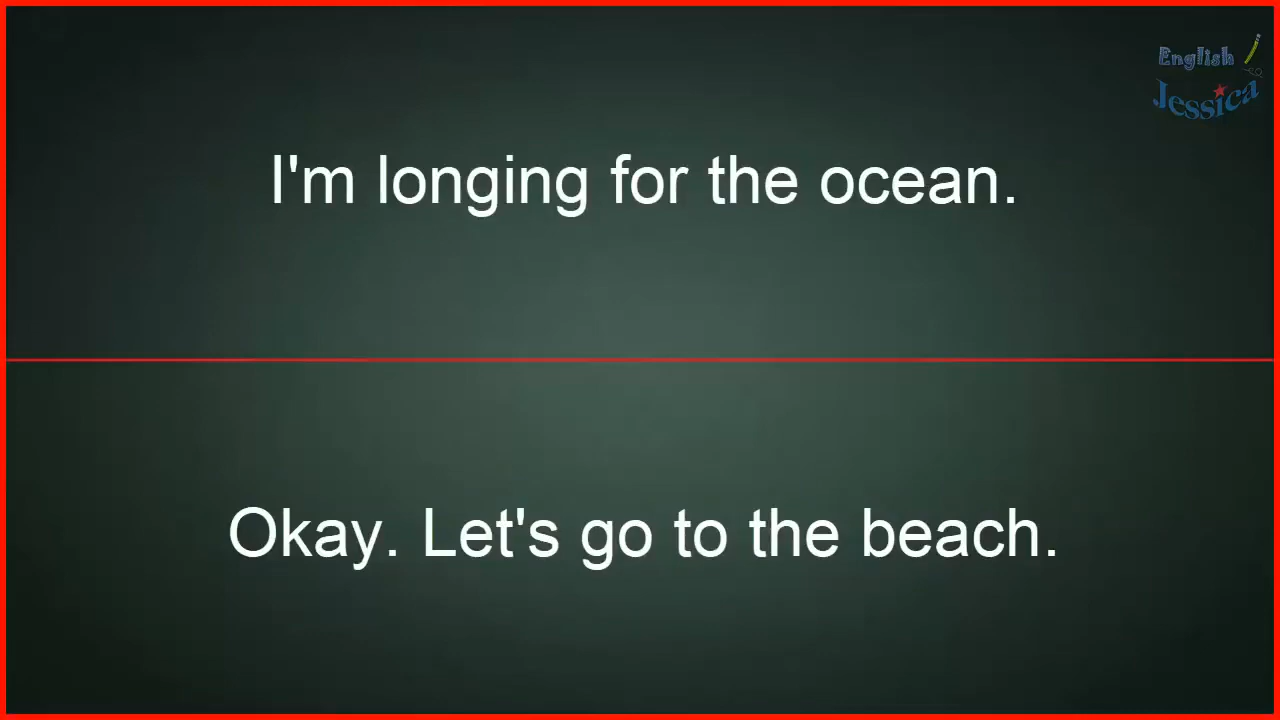 English
Jessica
I'm longing for the ocean.
Okay. Let's go to the beach.